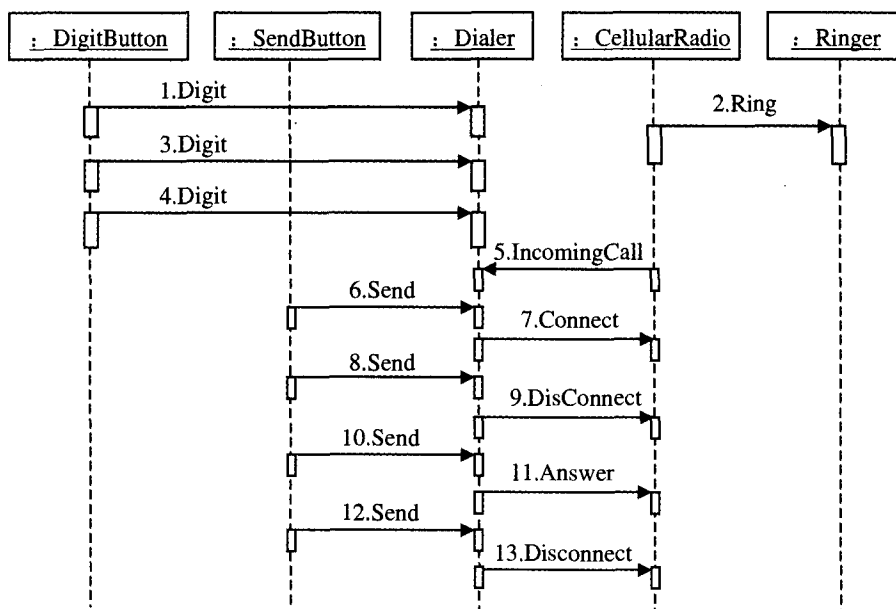 : DigitButton
: SendButton
: Dialer
: CellularRadio
: Ringer
1.Digit
2.Ring
3.Digit
4.Digit
5.IncomingCall
6.Send
7.Connect
8.Send
9.DisConnect
10.Send
11.Answer
12.Send
13.Disconnect